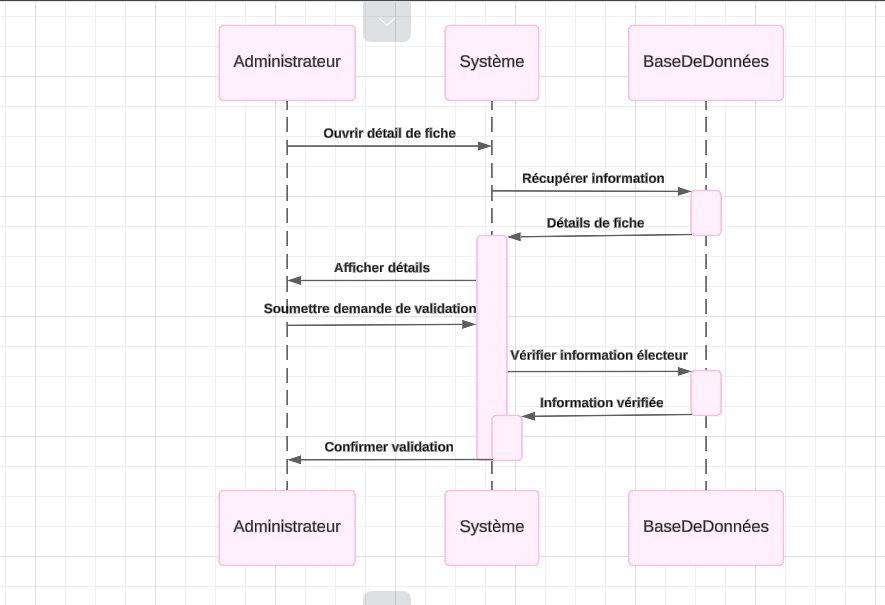 Administrateur
Système
BaseDeDonnées
Ouvrir détail de fiche
Récupérer information
Détails de fiche
Afficher détails
Soumettre demande de validation
Vérifier information électeur
Information vérifiée
Confirmer validation
Administrateur
Système
BaseDeDonnées